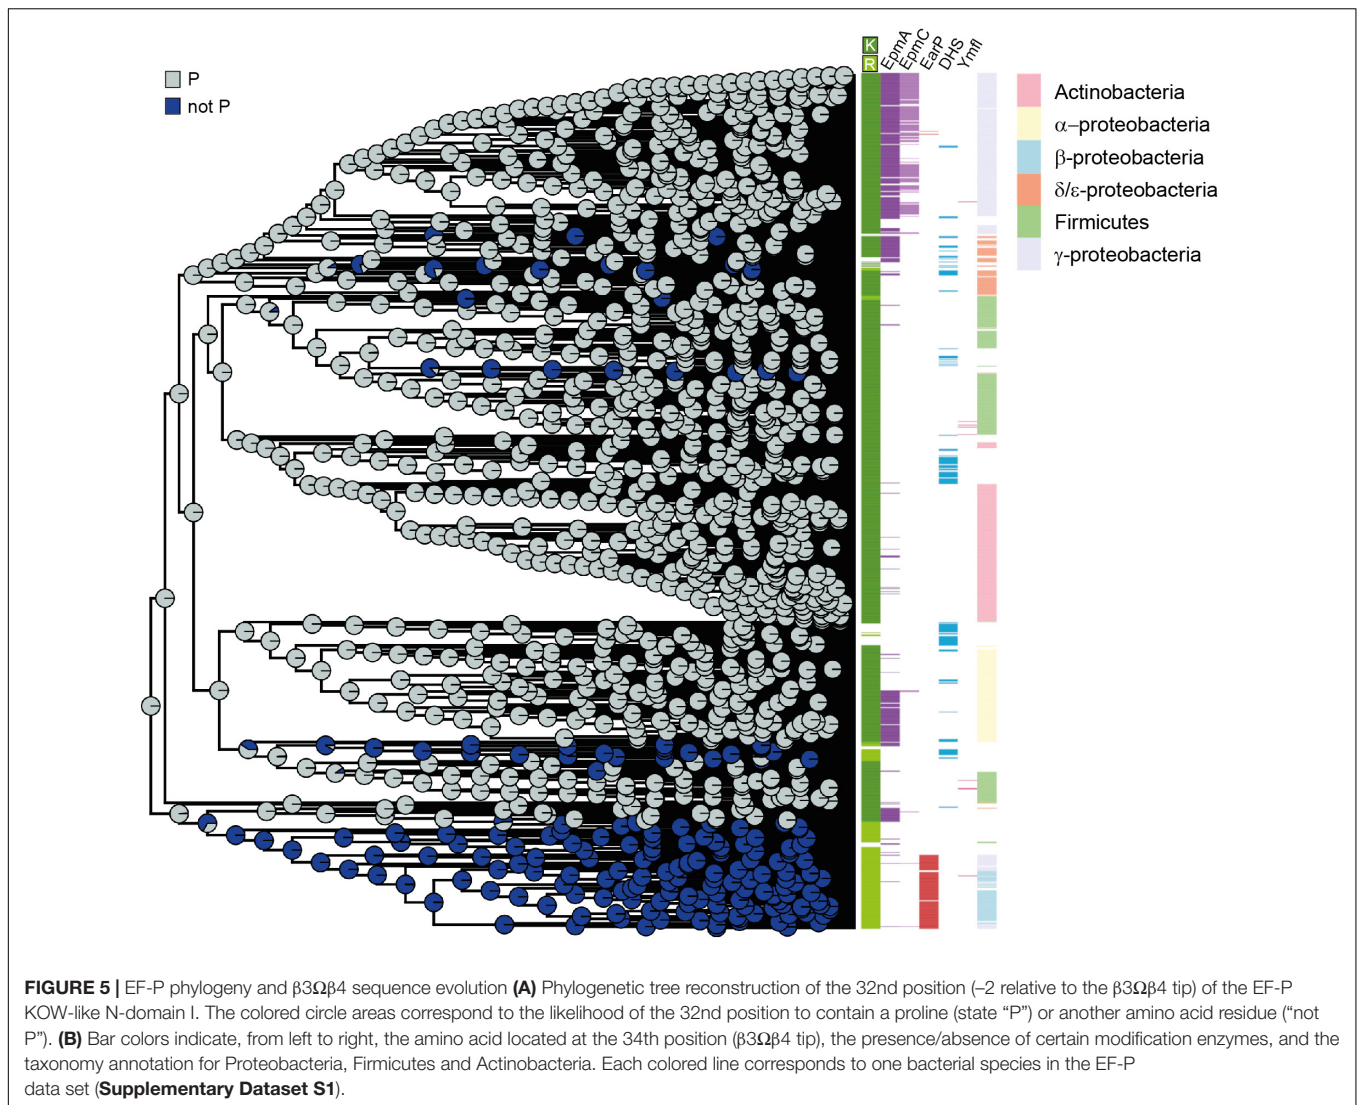 P
not P
K
R
EpmA
EpmC
EarP
DHS
YmfI
Actinobacteria
α–proteobacteria
β-proteobacteria
δ/ε-proteobacteria
Firmicutes
γ-proteobacteria
FIGURE 5 | EF-P phylogeny and β3Ωβ4 sequence evolution (A) Phylogenetic tree reconstruction of the 32nd position (–2 relative to the β3Ωβ4 tip) of the EF-P
KOW-like N-domain I. The colored circle areas correspond to the likelihood of the 32nd position to contain a proline (state “P”) or another amino acid residue (“not
P”). (B) Bar colors indicate, from left to right, the amino acid located at the 34th position (β3Ωβ4 tip), the presence/absence of certain modification enzymes, and the
taxonomy annotation for Proteobacteria, Firmicutes and Actinobacteria. Each colored line corresponds to one bacterial species in the EF-P
data set (Supplementary Dataset S1).